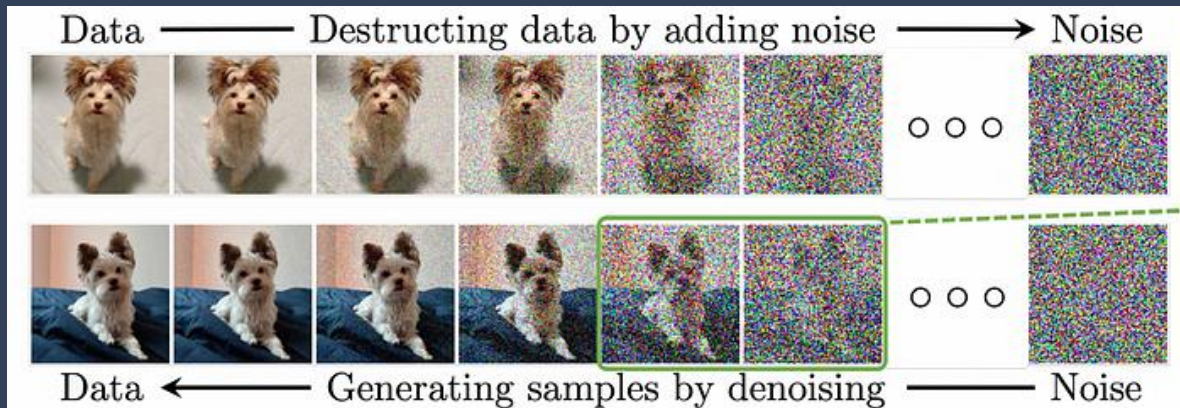 Data Destructing data by adding noise Noise
Data Generating samples by denoising Noise